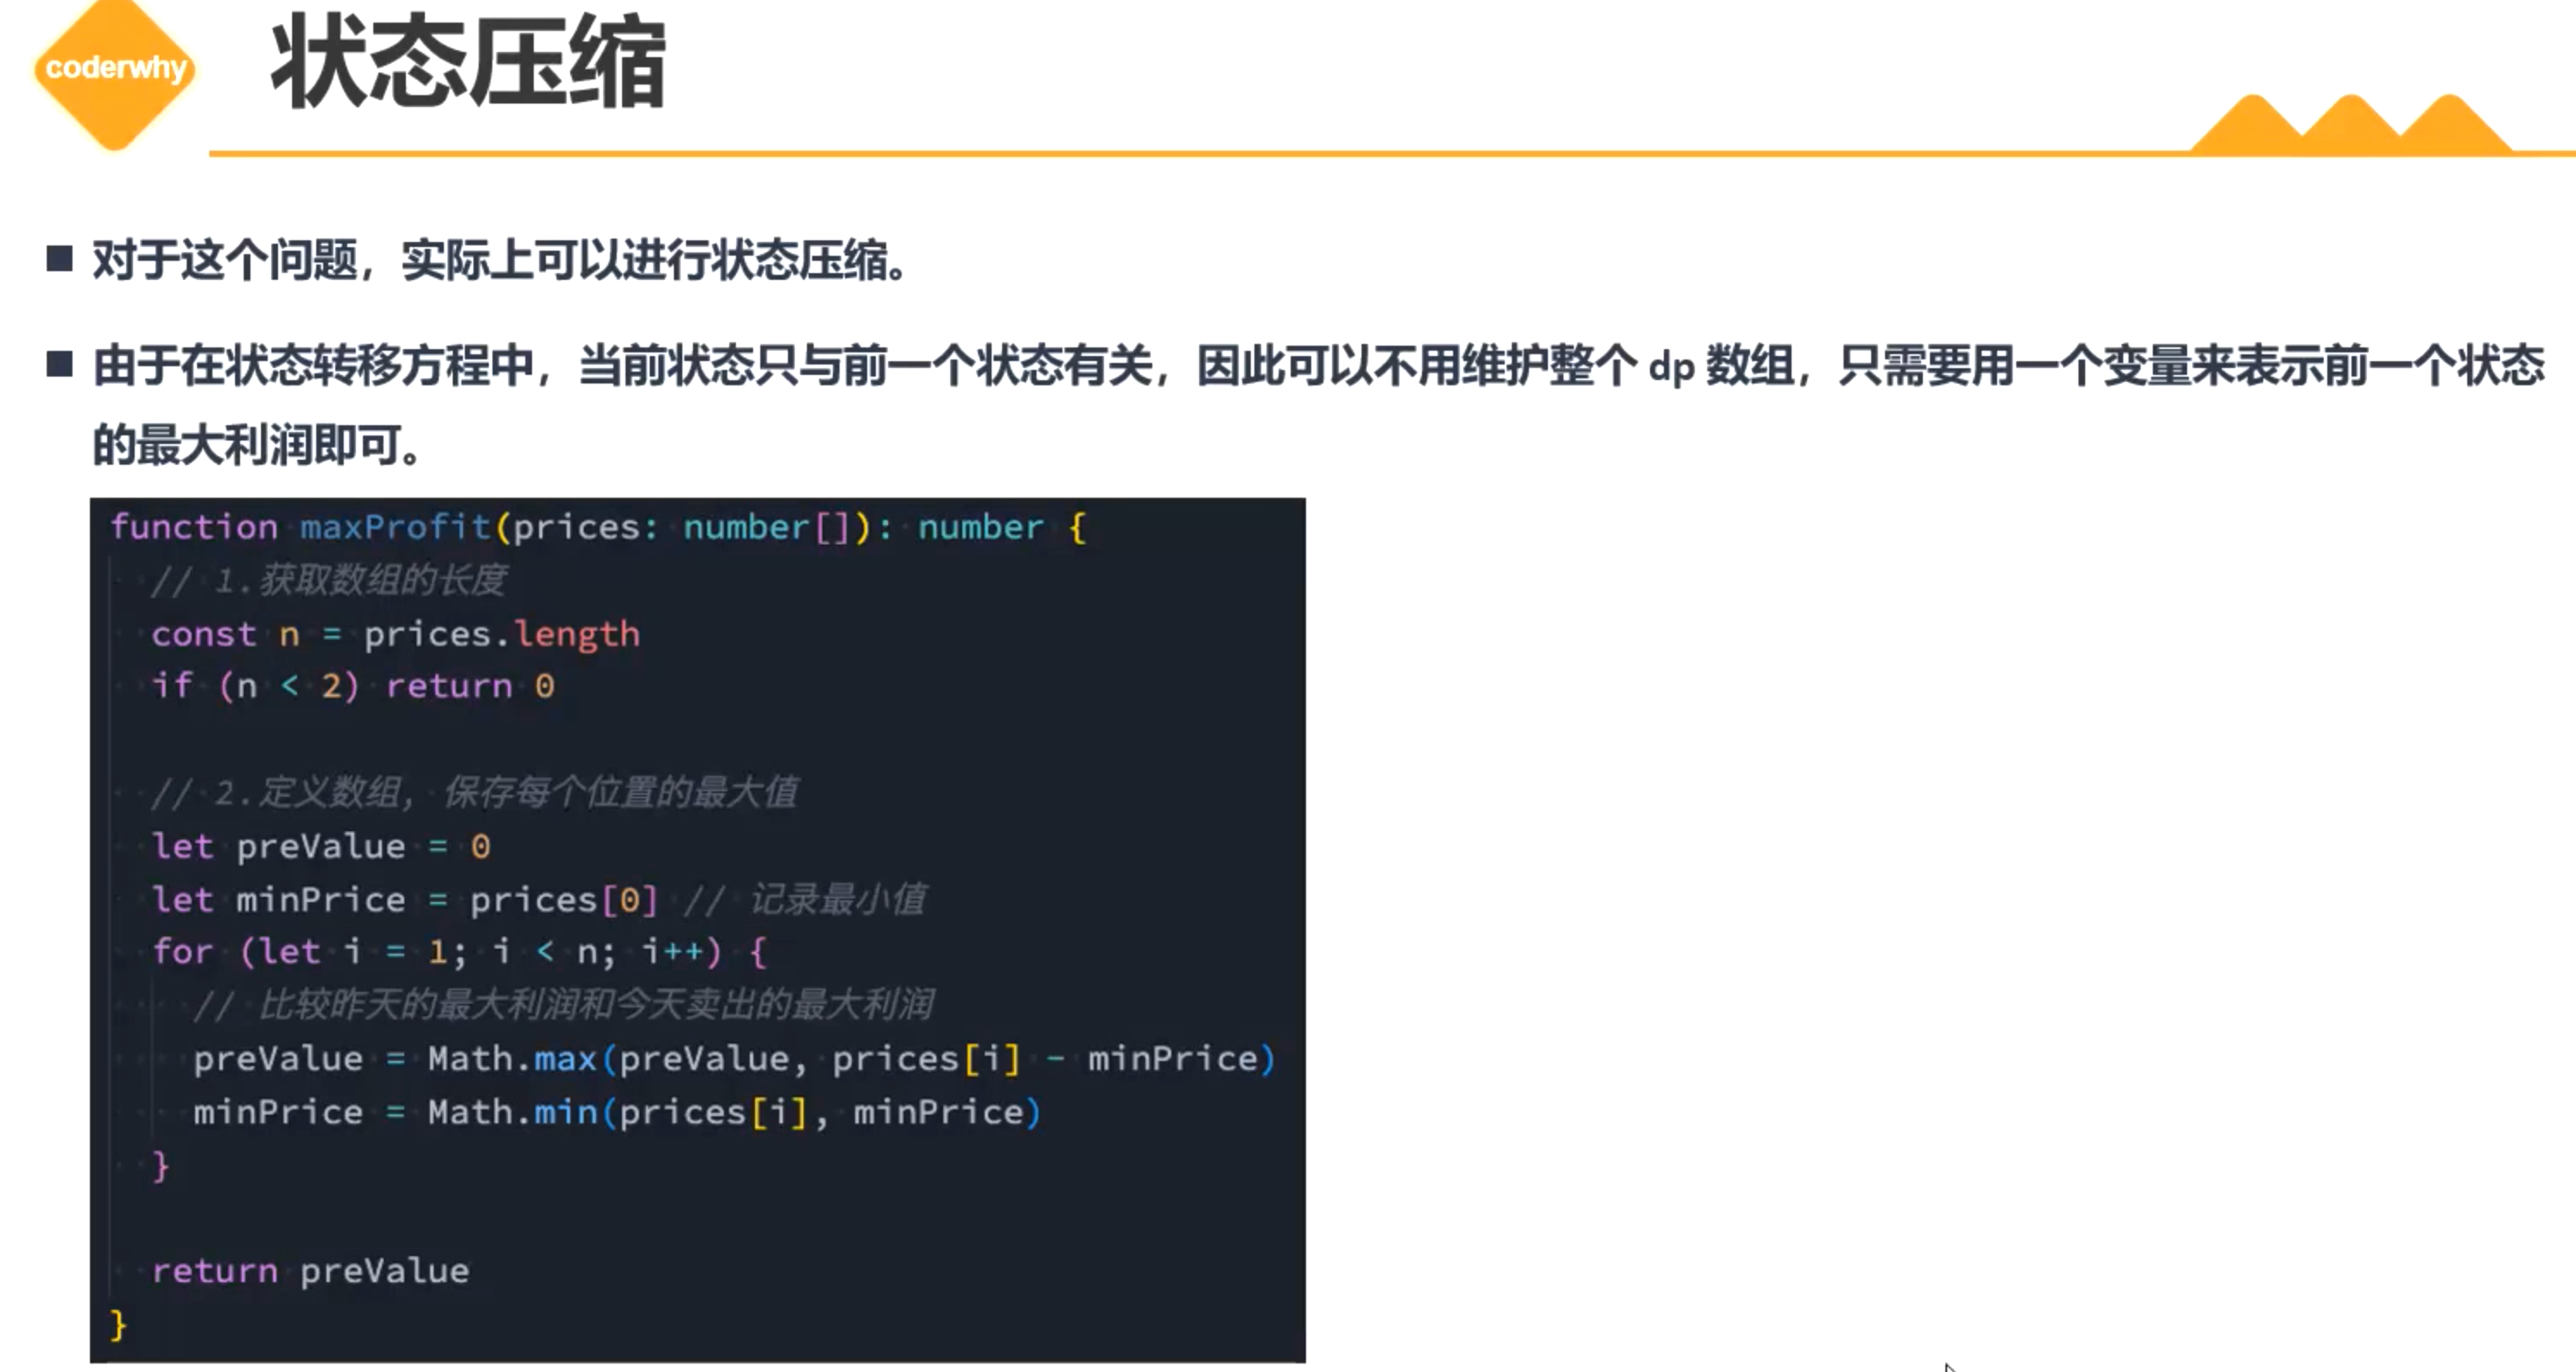 coderwhy
状态压缩
■ 对于这个问题，实际上可以进行状态压缩。
■ 由于在状态转移方程中，当前状态只与前一个状态有关，因此可以不用维护整个 dp 数组，只需要用一个变量来表示前一个状态
的最大利润即可。
function maxProfit(prices: number[]): number {
  // 1.获取数组的长度
  const n = prices.length
  if (n < 2) return 0
  // 2.定义数组, 保存每个位置的最大值
  let preValue = 0
  let minPrice = prices[0] // 记录最小值
  for (let i = 1; i < n; i++) {
    // 比较昨天的最大利润和今天卖出的最大利润
    preValue = Math.max(preValue, prices[i] - minPrice)
    minPrice = Math.min(prices[i], minPrice)
  }
  return preValue
}